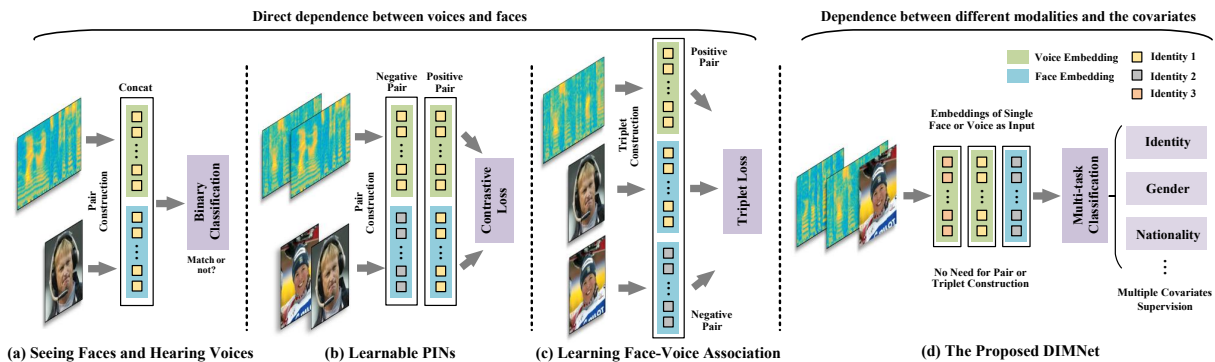 Direct dependence between voices and faces
Dependence between different modalities and the covariates
Concat
Pair
Construction
Binary
Classification
Match or
not?
(a) Seeing Faces and Hearing Voices
Negative
Pair
Positive
Pair
Pair
Construction
Contrastive
Loss
(b) Learnable PINs
Triplet
Construction
Positive
Pair
Triplet Loss
Negative
Pair
(c) Learning Face-Voice Association
Voice Embedding
Face Embedding
Identity 1
Identity 2
Identity 3
Embeddings of Single
Face or Voice as Input
No Need for Pair or
Triplet Construction
Multi-task
Classification
Identity
Gender
Nationality
Multiple Covariates
Supervision
(d) The Proposed DIMNet